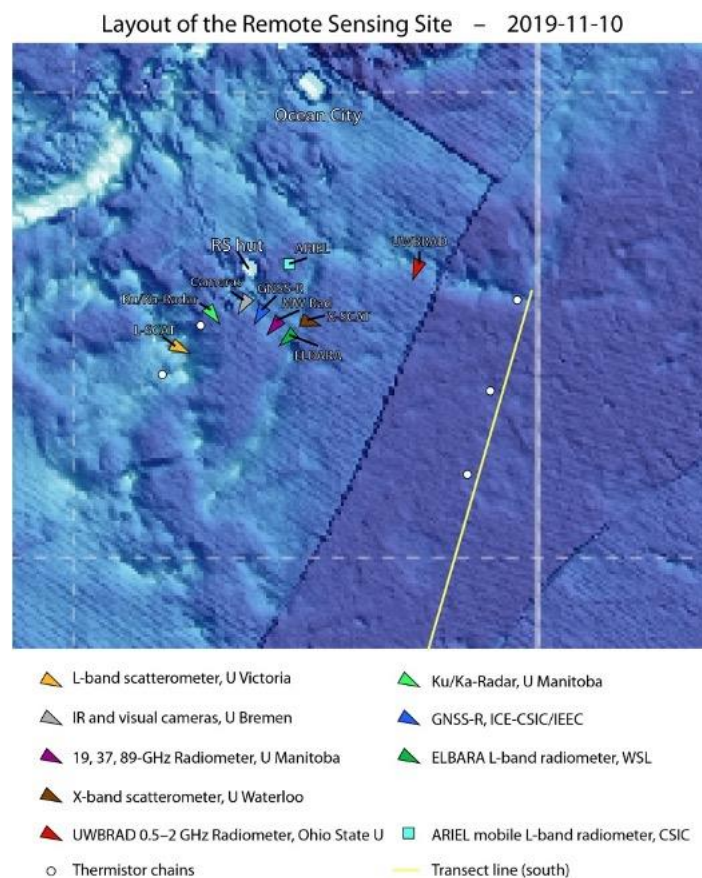 Layout of the Remote Sensing Site – 2019-11-10
Ocean City
RS hut
ARIEL
UWBRAD
Cameras
GNSS-R
Ku/Ka-Radar
MW Rad
X-SCAT
L-SCAT
ELBARA
L-band scatterometer, U Victoria
Ku/Ka-Radar, U Manitoba
IR and visual cameras, U Bremen
GNSS-R, ICE-CSIC/IEEC
19, 37, 89-GHz Radiometer, U Manitoba
ELBARA L-band radiometer, WSL
X-band scatterometer, U Waterloo
UWBRAD 0.5–2 GHz Radiometer, Ohio State U
ARIEL mobile L-band radiometer, CSIC
Thermistor chains
Transect line (south)